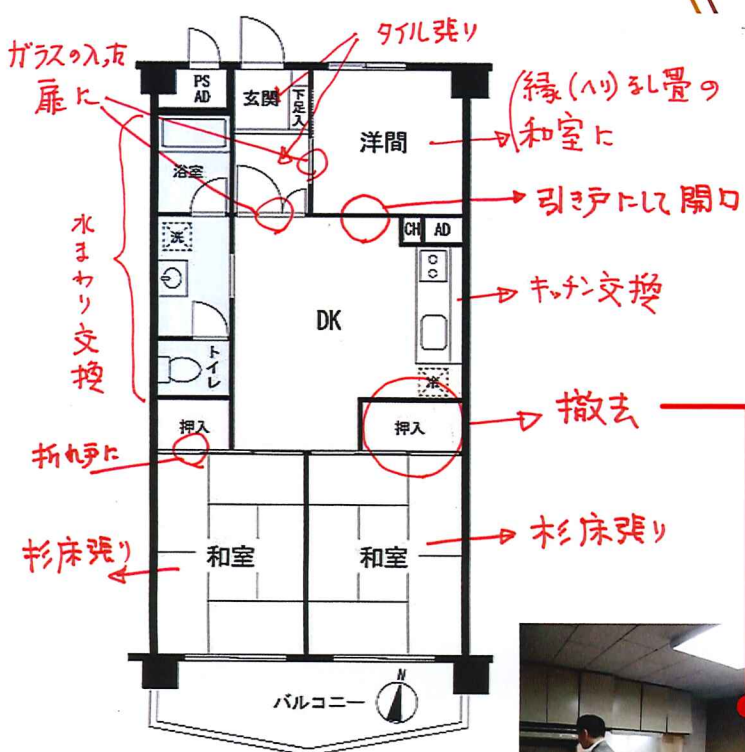 タイル張り
ガラスの入った
扉に
PS
AD
玄関
下足入
洋間
縁(ヘリ)なし畳の
和室に
浴室
引き戸にして開口
CH
AD
洗
水まわり交換
DK
キッチン交換
トイレ
冷
押入
押入
撤去
折れ戸に
杉床張り
和室
和室
杉床張り
バルコニー
N